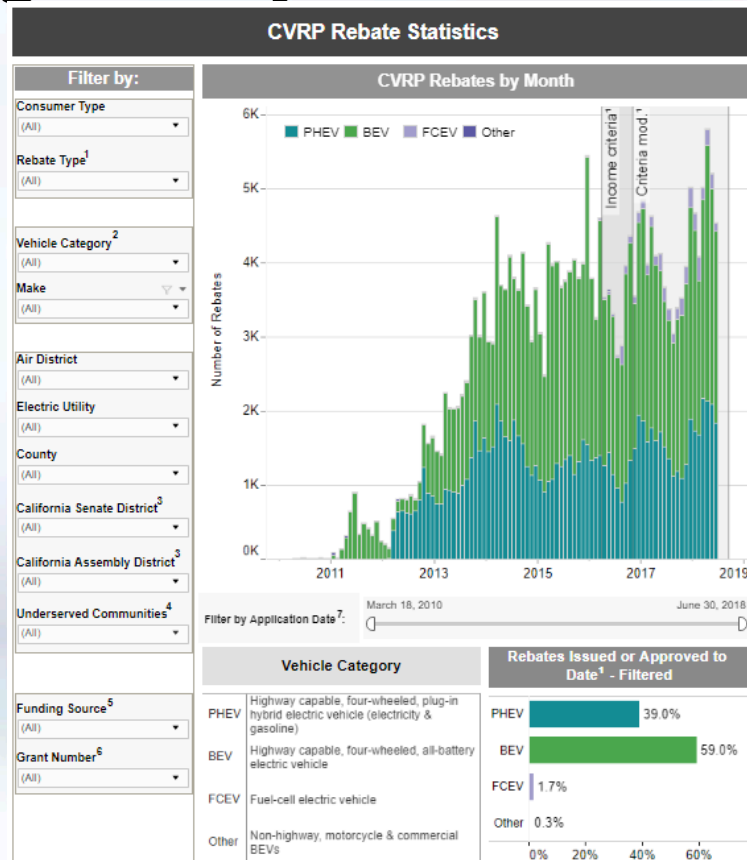 CVRP Rebate Statistics
Filter by:
Consumer Type
(All)
Rebate Type1
(All)
Vehicle Category2
(All)
Make
(All)
Air District
(All)
Electric Utility
(All)
County
(All)
California Senate District3
(All)
California Assembly District3
(All)
Underserved Communities4
(All)
Funding Source5
(All)
Grant Number6
(All)
CVRP Rebates by Month
PHEV BEV FCEV Other
Income criteria1
Criteria mod.1
Number of Rebates
6K
5K
4K
3K
2K
1K
0K
2011 2013 2015 2017 2019
Filter by Application Date7:
March 18, 2010 June 30, 2018
Vehicle Category
PHEV Highway capable, four-wheeled, plug-in
hybrid electric vehicle (electricity &
gasoline)
BEV Highway capable, four-wheeled, all-battery
electric vehicle
FCEV Fuel-cell electric vehicle
Other Non-highway, motorcycle & commercial
BEVs
Rebates Issued or Approved to
Date1 - Filtered
PHEV 39.0%
BEV 59.0%
FCEV 1.7%
Other 0.3%
0% 20% 40% 60%